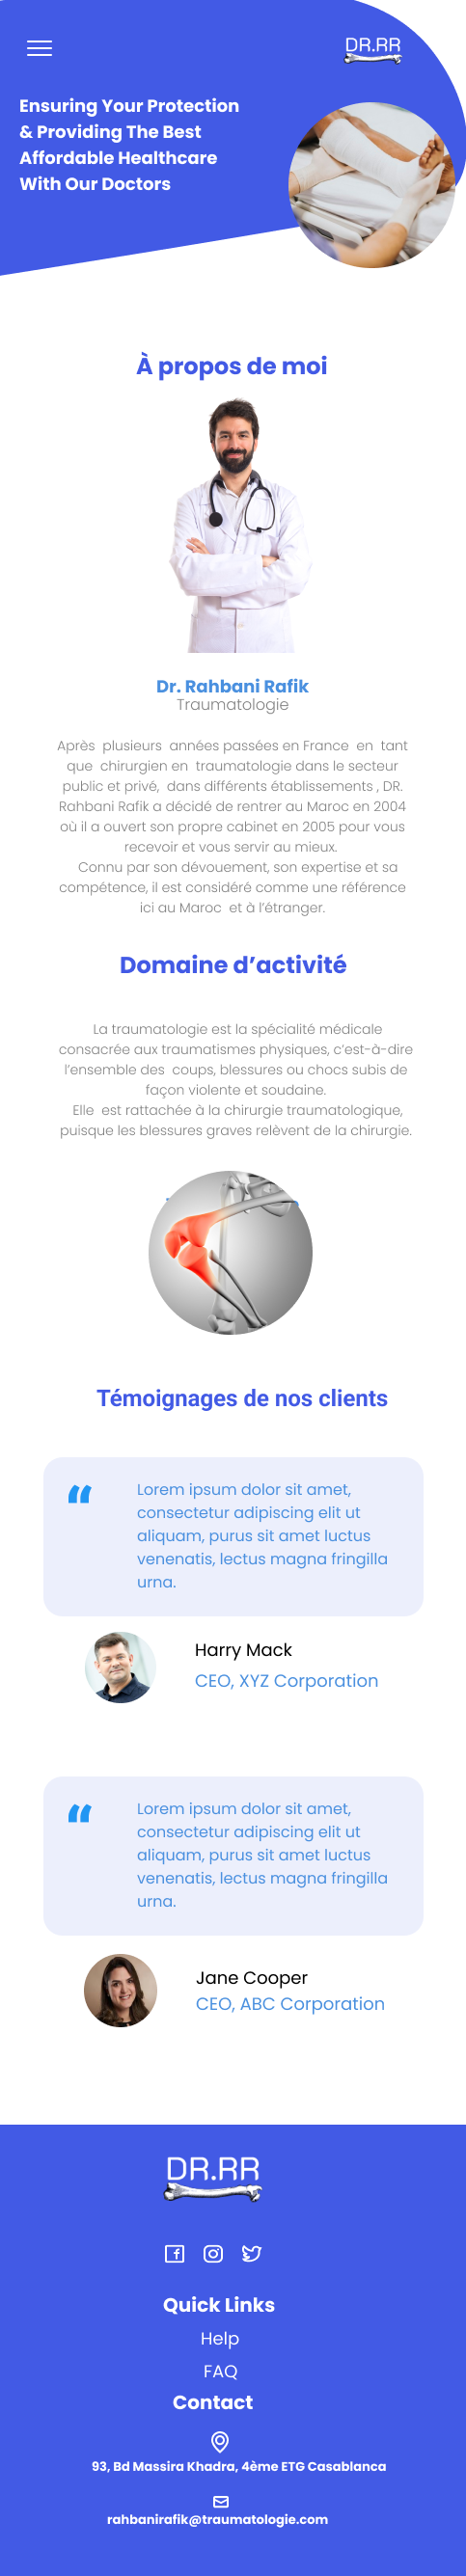 DR.RR
Ensuring Your Protection
& Providing The Best
Affordable Healthcare
With Our Doctors
À propos de moi
Dr. Rahbani Rafik
Traumatologie
Après plusieurs années passées en France en tant
que chirurgien en traumatologie dans le secteur
public et privé, dans différents établissements , DR.
Rahbani Rafik a décidé de rentrer au Maroc en 2004
où il a ouvert son propre cabinet en 2005 pour vous
recevoir et vous servir au mieux.
Connu par son dévouement, son expertise et sa
compétence, il est considéré comme une référence
ici au Maroc et à l'étranger.
Domaine d'activité
La traumatologie est la spécialité médicale
consacrée aux traumatismes physiques, c'est-à-dire
l'ensemble des coups, blessures ou chocs subis de
façon violente et soudaine.
Elle est rattachée à la chirurgie traumatologique,
puisque les blessures graves relèvent de la chirurgie.
Témoignages de nos clients
“ Lorem ipsum dolor sit amet,
consectetur adipiscing elit ut
aliquam, purus sit amet luctus
venenatis, lectus magna fringilla
urna.
Harry Mack
CEO, XYZ Corporation
“ Lorem ipsum dolor sit amet,
consectetur adipiscing elit ut
aliquam, purus sit amet luctus
venenatis, lectus magna fringilla
urna.
Jane Cooper
CEO, ABC Corporation
DR.RR
Quick Links
Help
FAQ
Contact
93, Bd Massira Khadra, 4ème ETG Casablanca
rahbanirafik@traumatologie.com